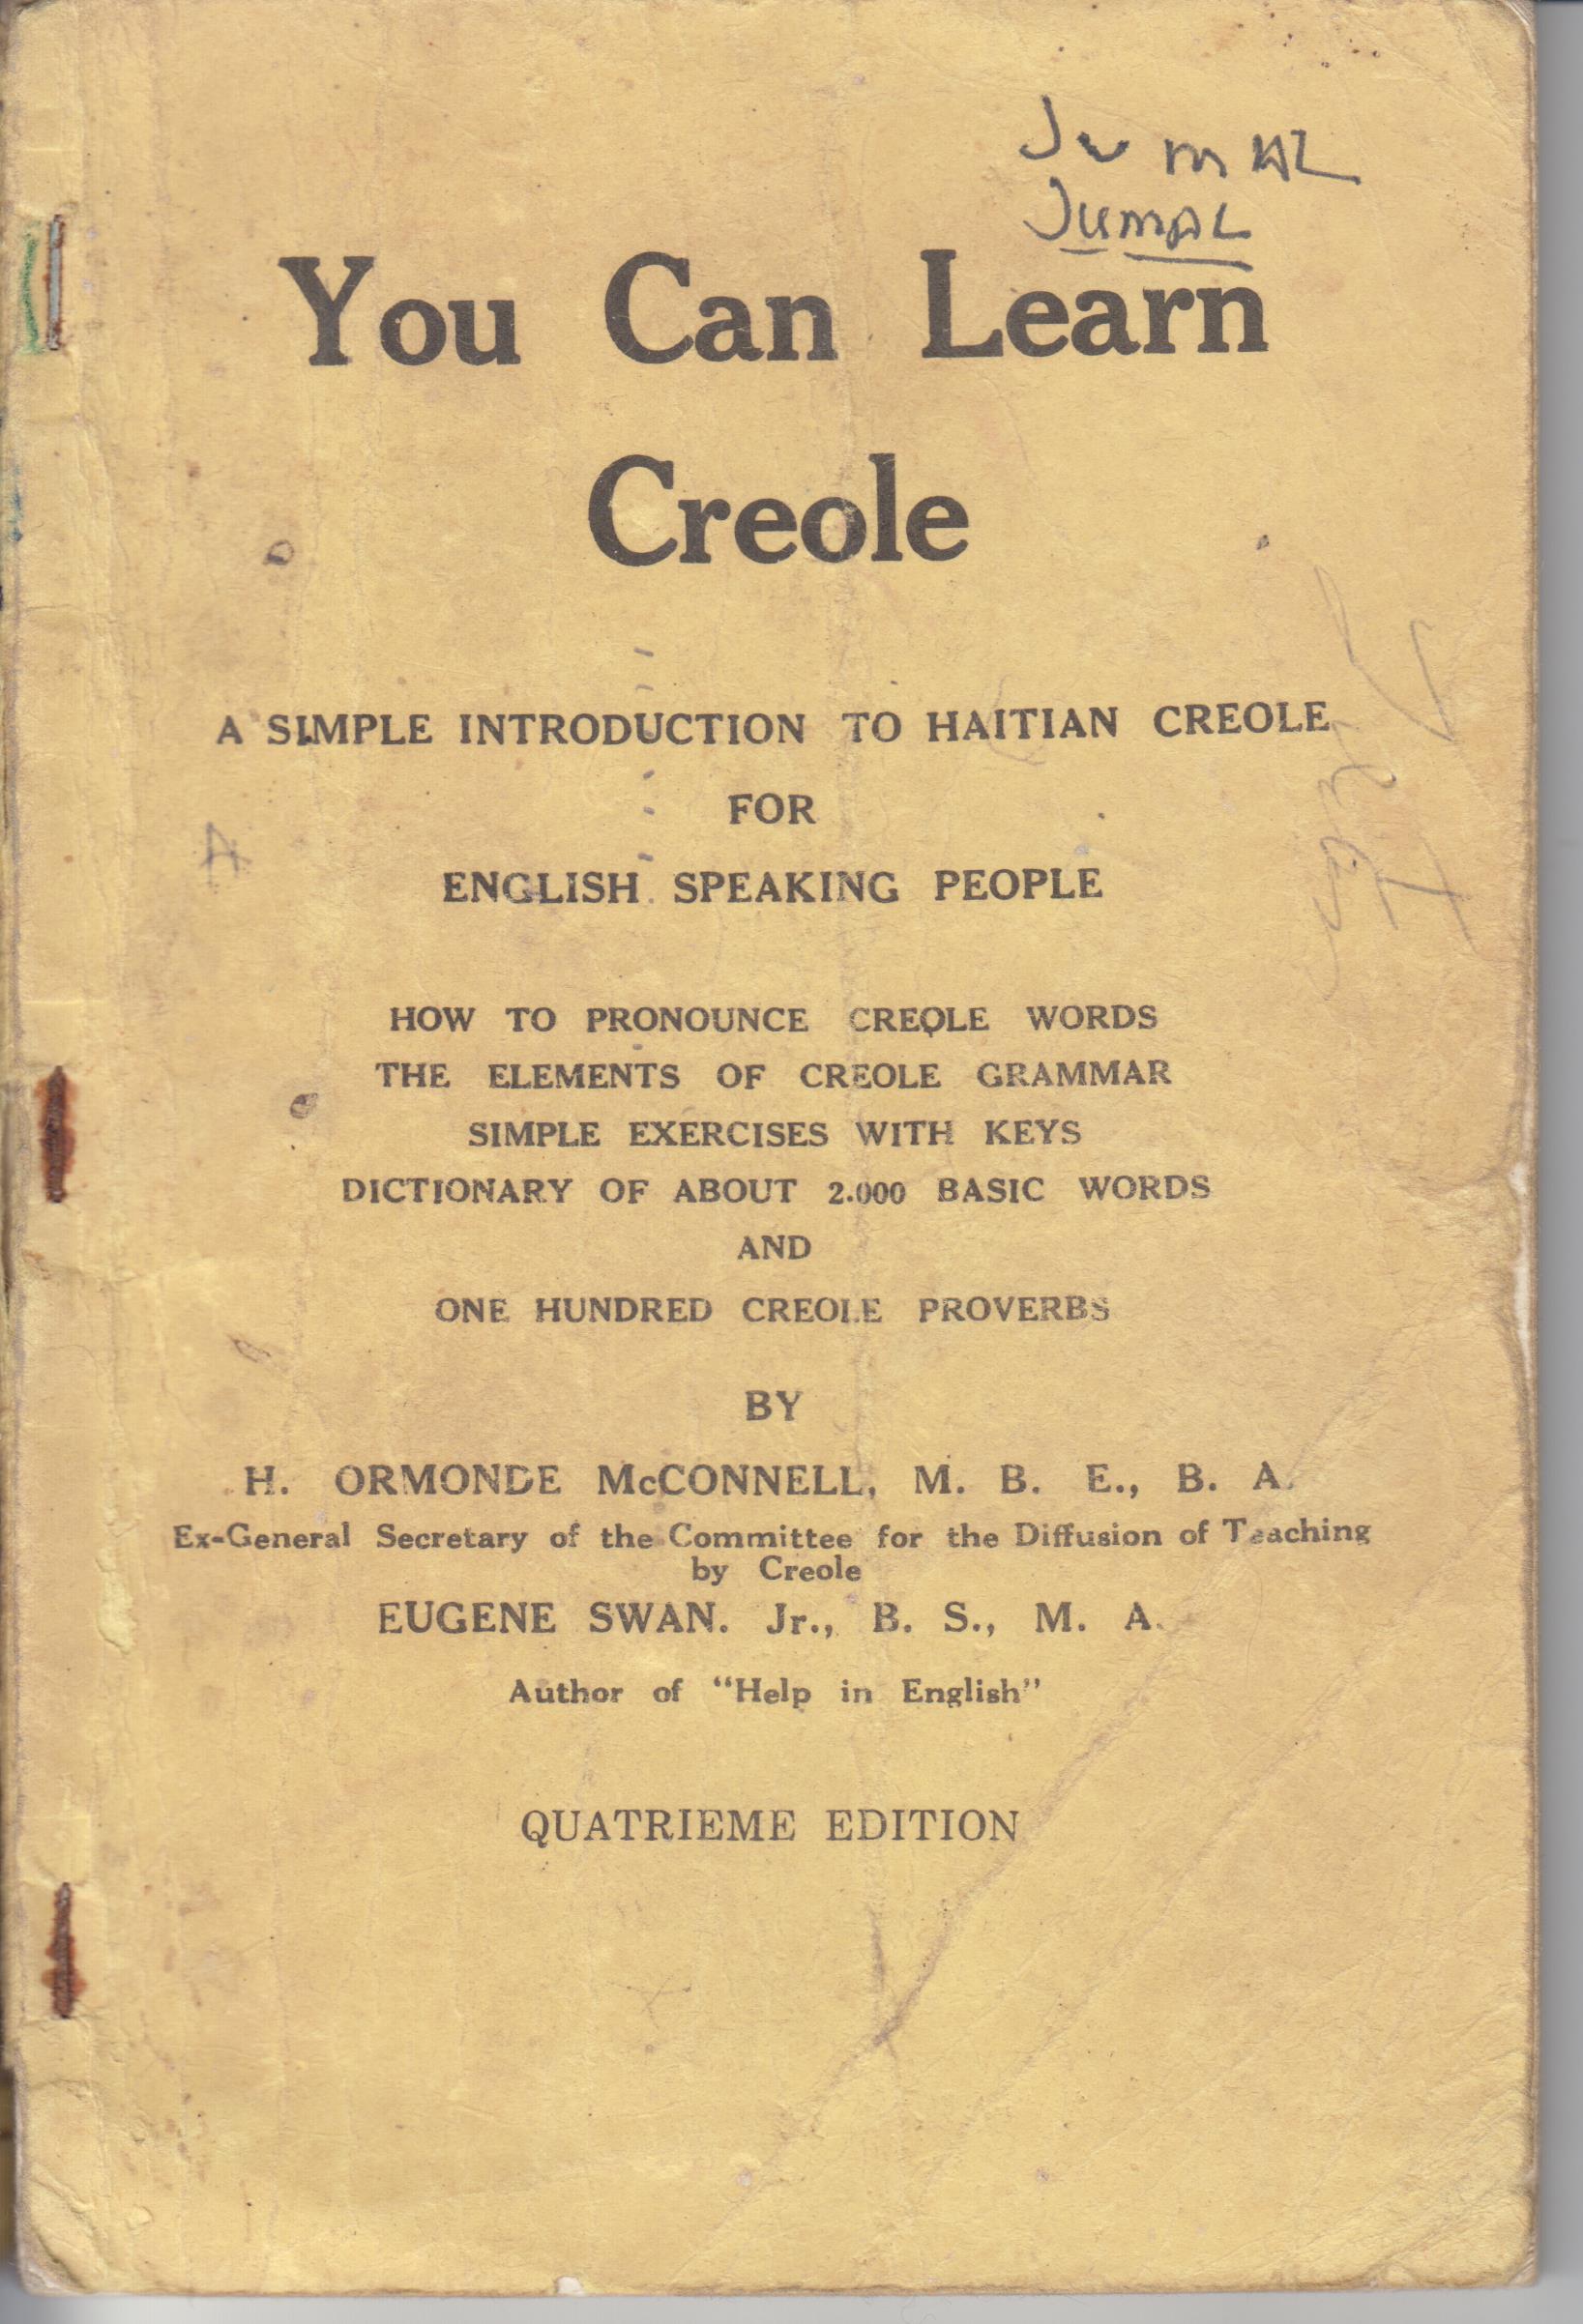 JumAL
JumAL
You Can Learn
Creole
A SIMPLE INTRODUCTION TO HAITIAN CREOLE
FOR
ENGLISH SPEAKING PEOPLE
HOW TO PRONOUNCE CREOLE WORDS
THE ELEMENTS OF CREOLE GRAMMAR
SIMPLE EXERCISES WITH KEYS
DICTIONARY OF ABOUT 2.000 BASIC WORDS
AND
ONE HUNDRED CREOLE PROVERBS
BY
H. ORMONDE McCONNELL, M. B. E., B. A.
Ex-General Secretary of the Committee for the Diffusion of Teaching
by Creole
EUGENE SWAN. Jr., B. S., M. A.
Author of "Help in English"
QUATRIEME EDITION